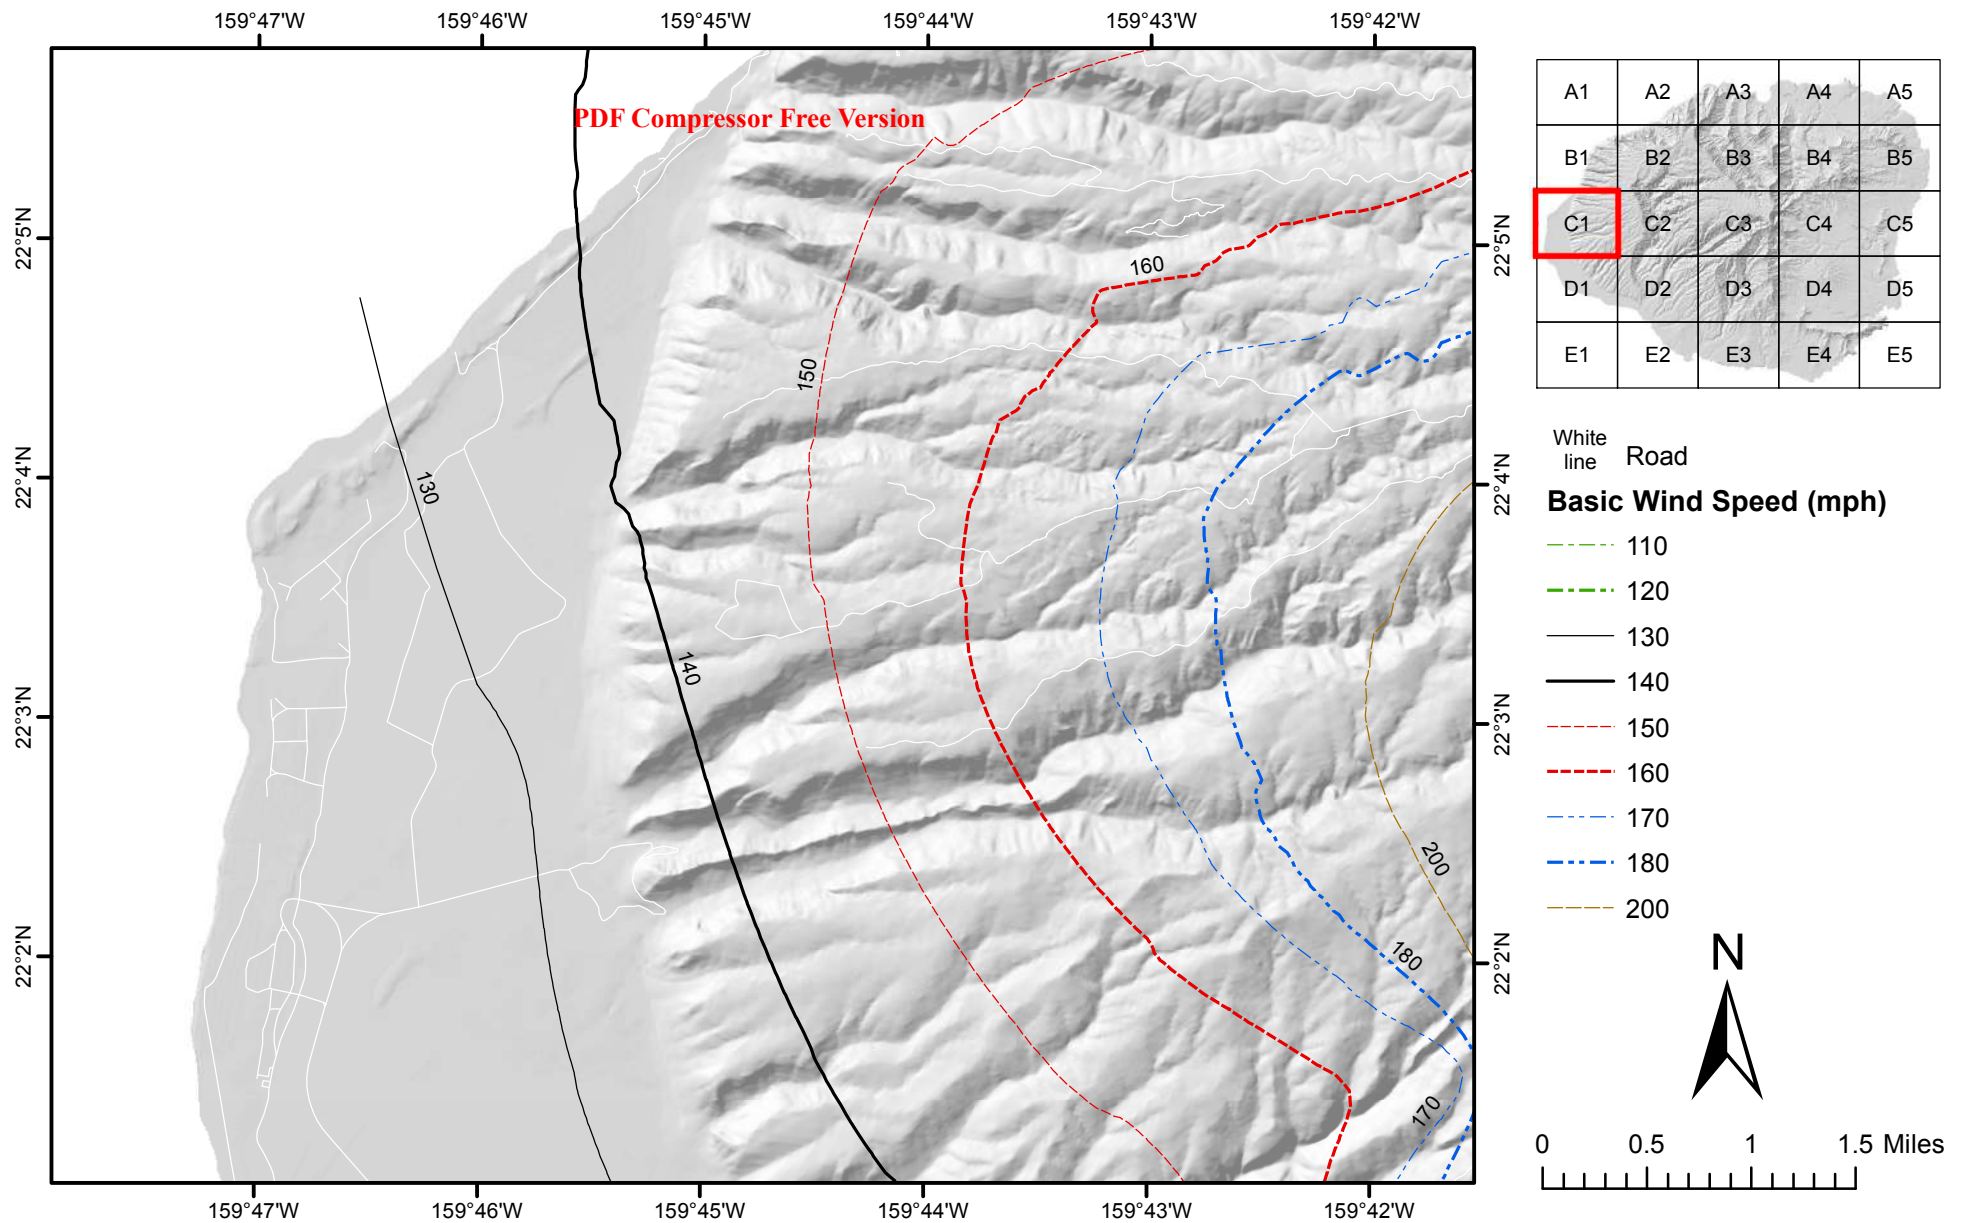 159°47'W 159°46'W 159°45'W 159°44'W 159°43'W 159°42'W
PDF Compressor Free Version
22°5'N
22°4'N
22°3'N
22°2'N
130
140
150
160
170
180
200
22°5'N
22°4'N
22°3'N
22°2'N
159°47'W 159°46'W 159°45'W 159°44'W 159°43'W 159°42'W
A1 A2 A3 A4 A5
B1 B2 B3 B4 B5
C1 C2 C3 C4 C5
D1 D2 D3 D4 D5
E1 E2 E3 E4 E5
White
line
Road
Basic Wind Speed (mph)
110
120
130
140
150
160
170
180
200
N
0 0.5 1 1.5 Miles